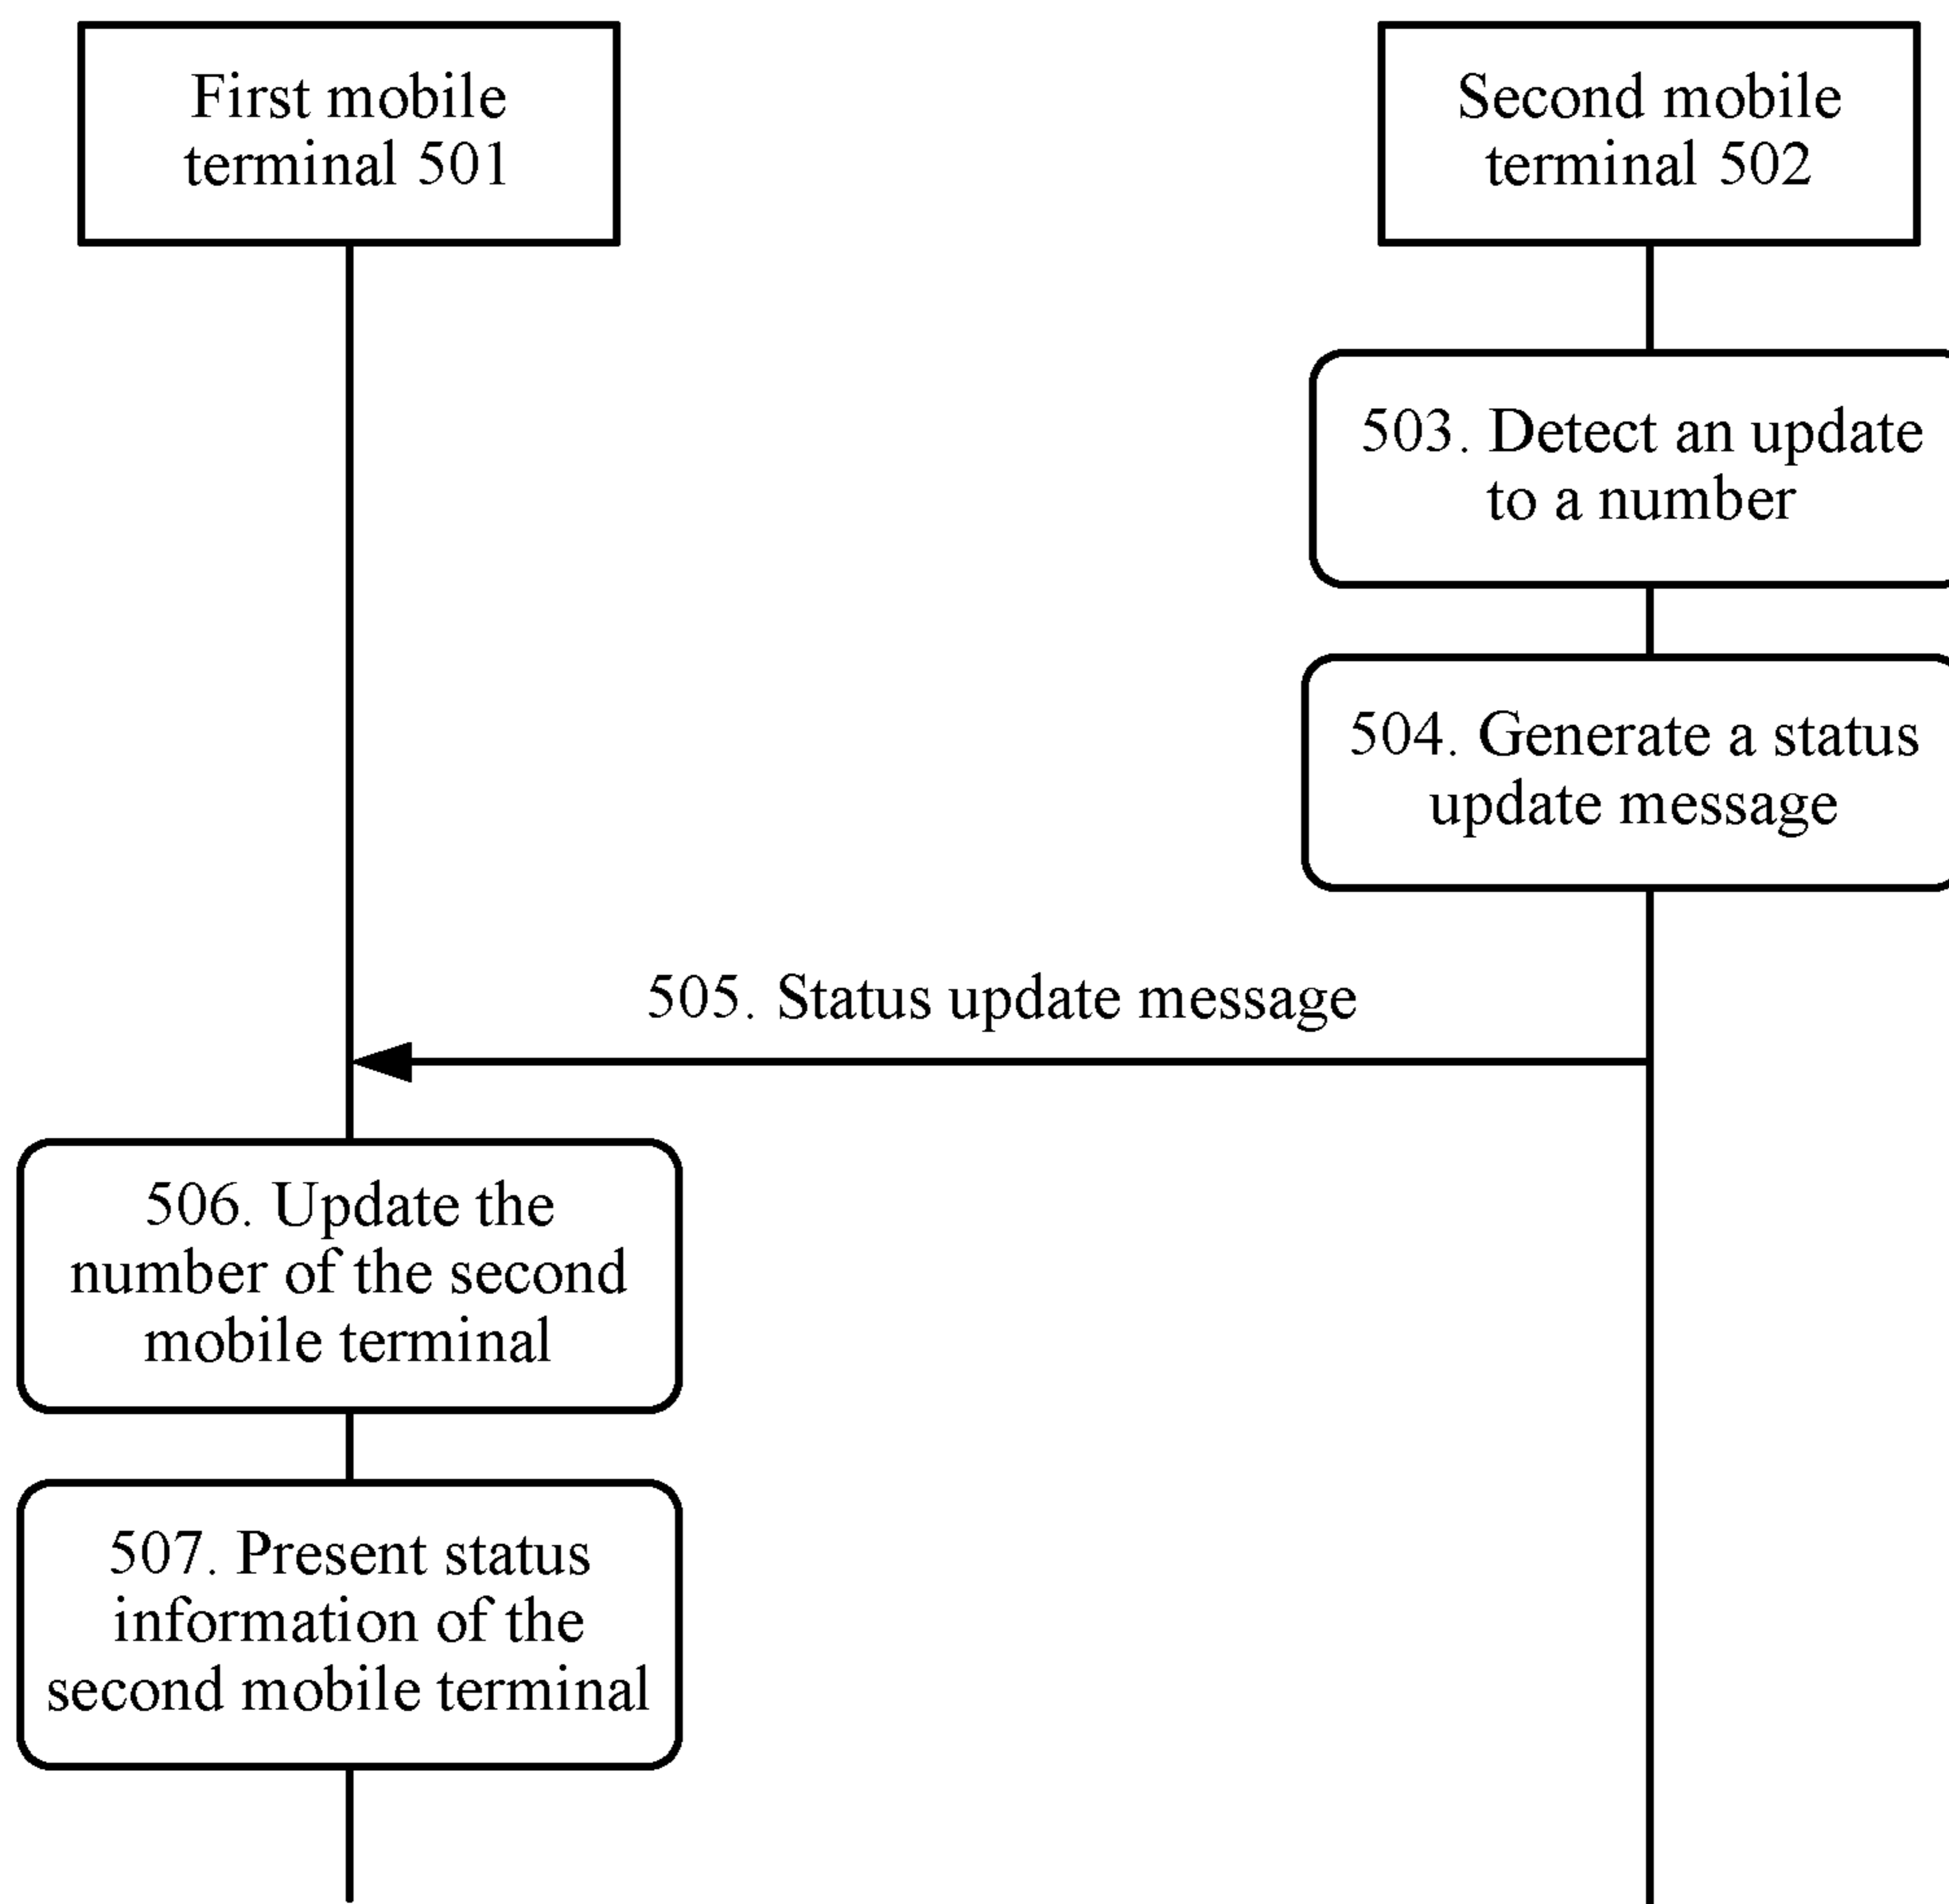 First mobile
terminal 501
Second mobile
terminal 502
503. Detect an update
to a number
504. Generate a status
update message
505. Status update message
506. Update the
number of the second
mobile terminal
507. Present status
information of the
second mobile terminal